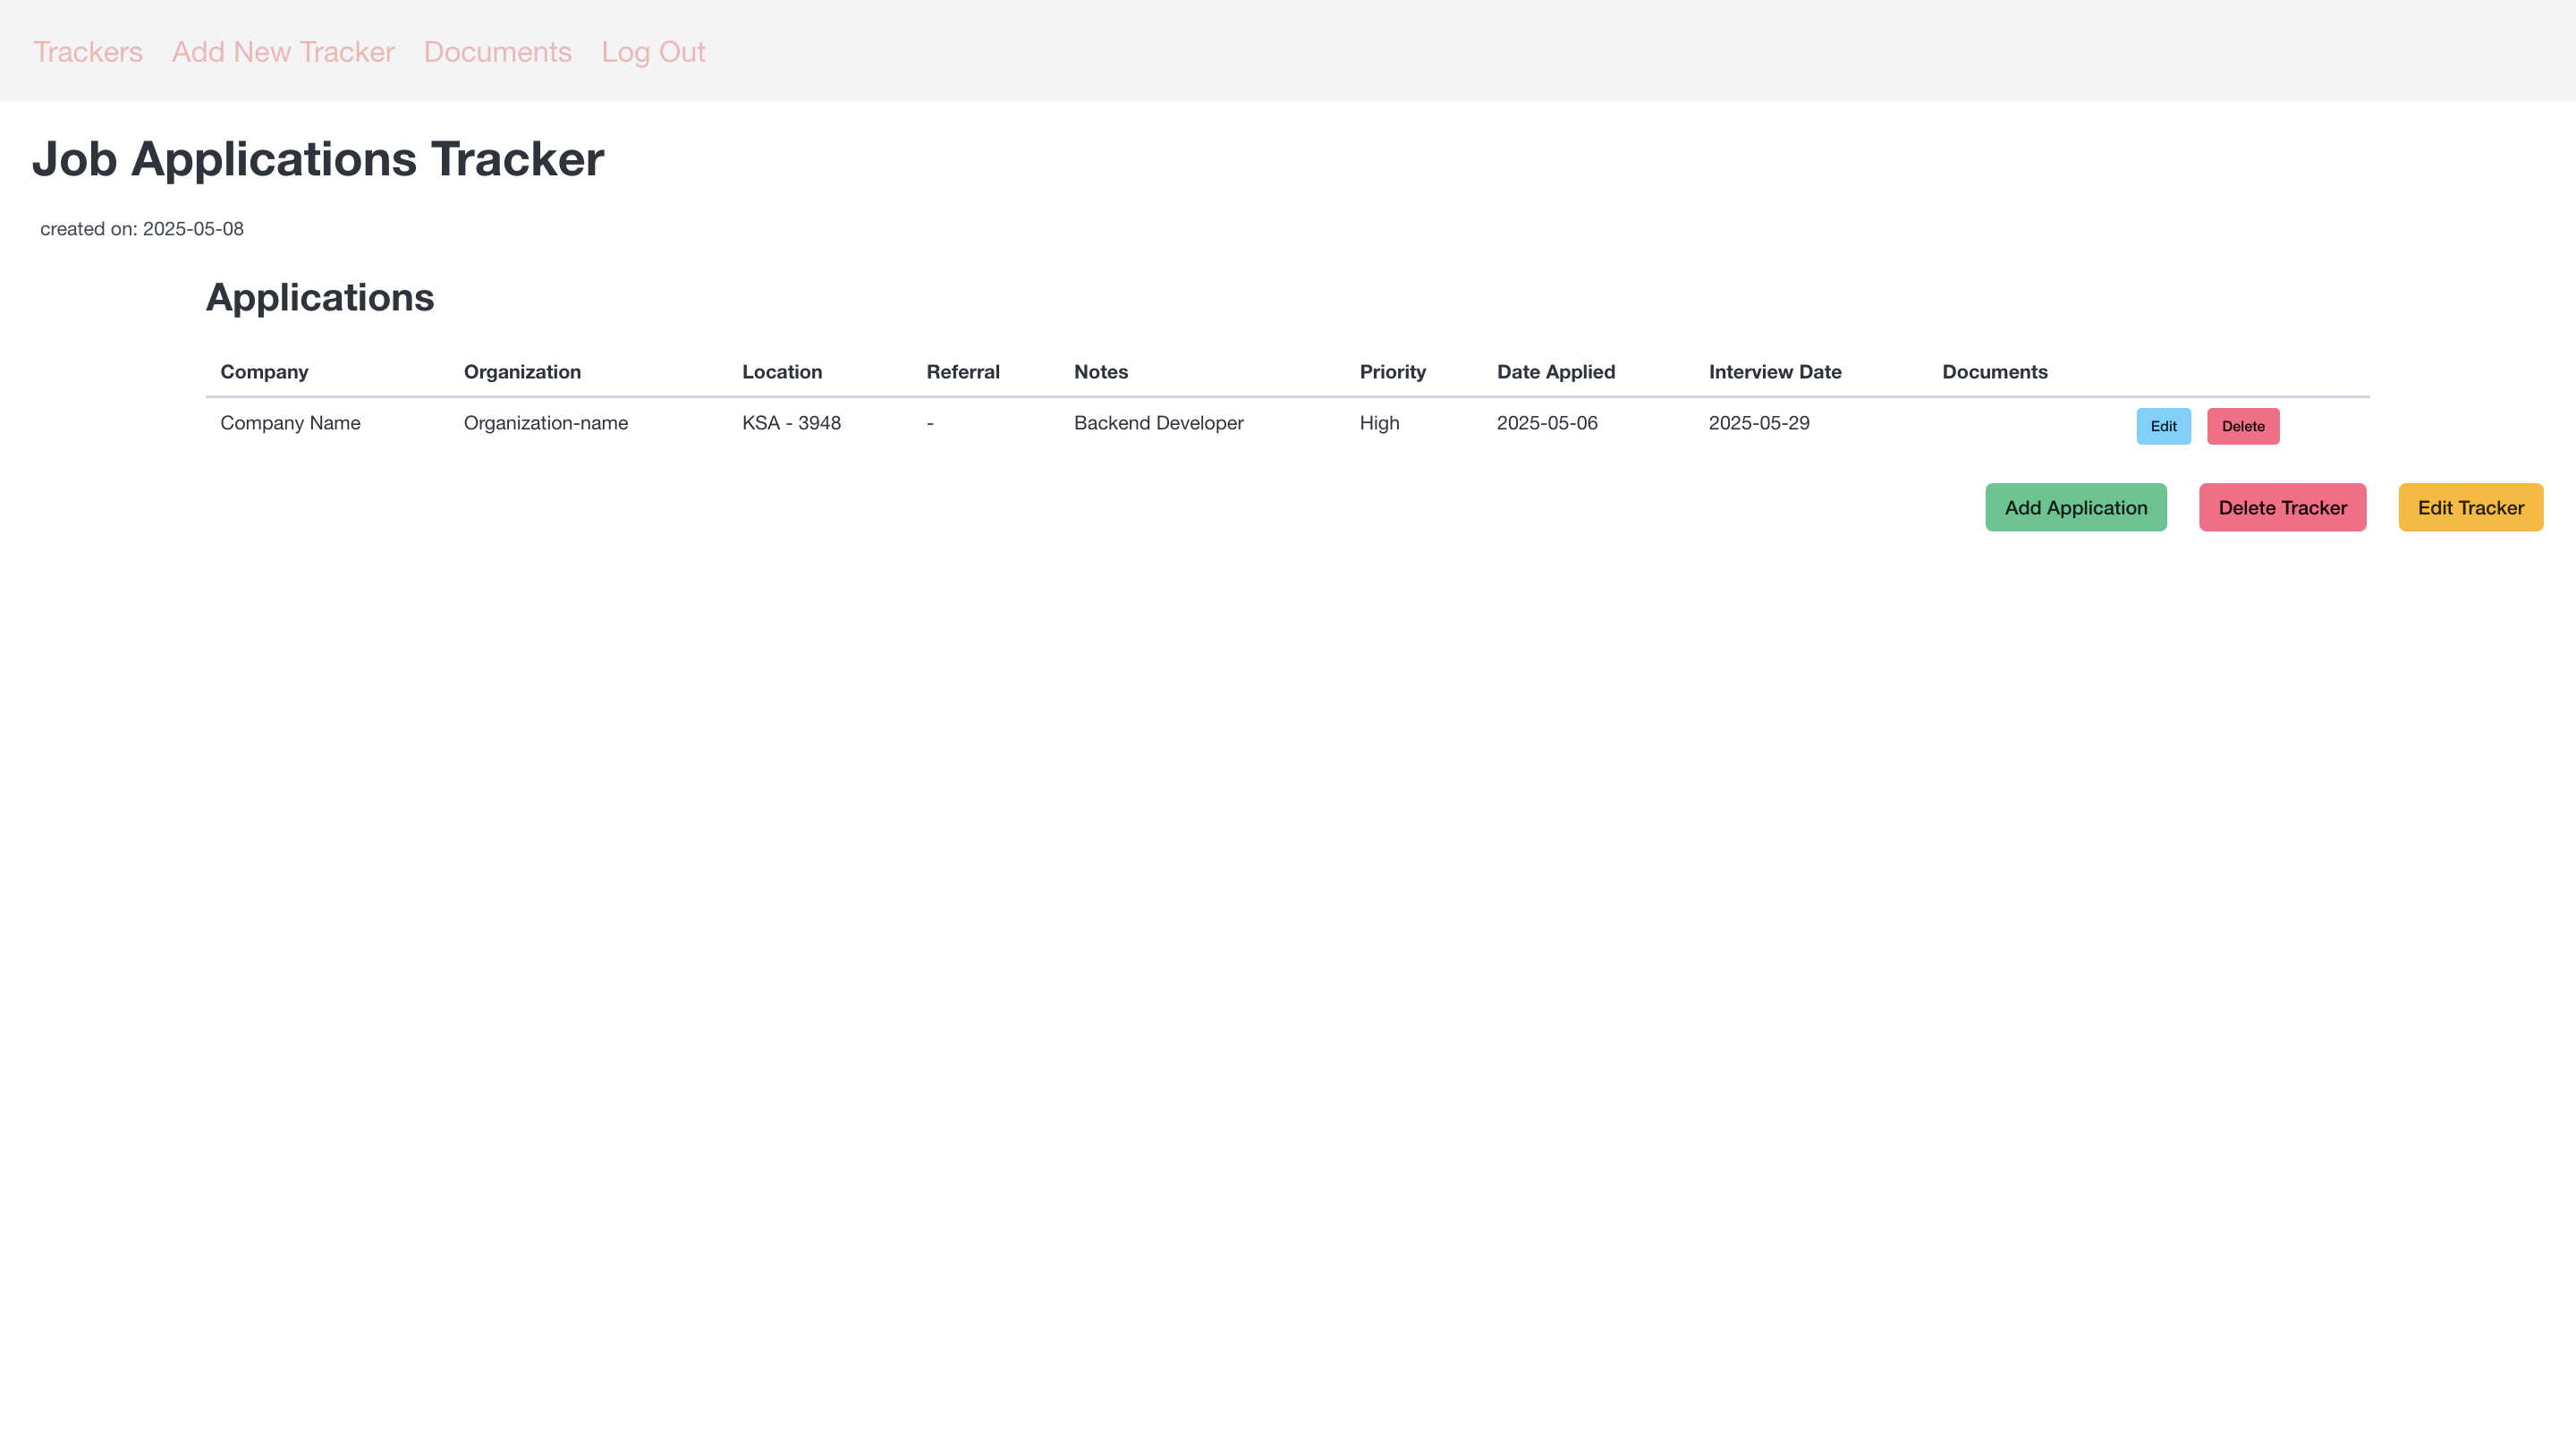 Trackers Add New Tracker Documents Log Out
Job Applications Tracker
created on: 2025-05-08
Applications
Company Organization Location Referral Notes Priority Date Applied Interview Date Documents
Company Name Organization-name KSA - 3948 - Backend Developer High 2025-05-06 2025-05-29 Edit Delete
Add Application Delete Tracker Edit Tracker